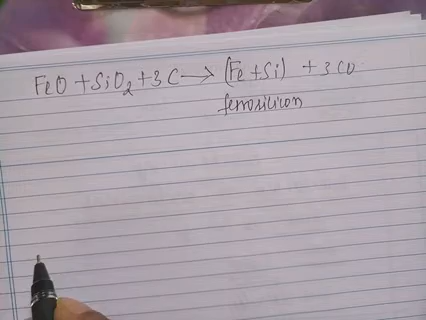 FeO + SiO₂ + 3C → (Fe + Si) + 3CO
ferrosilicon